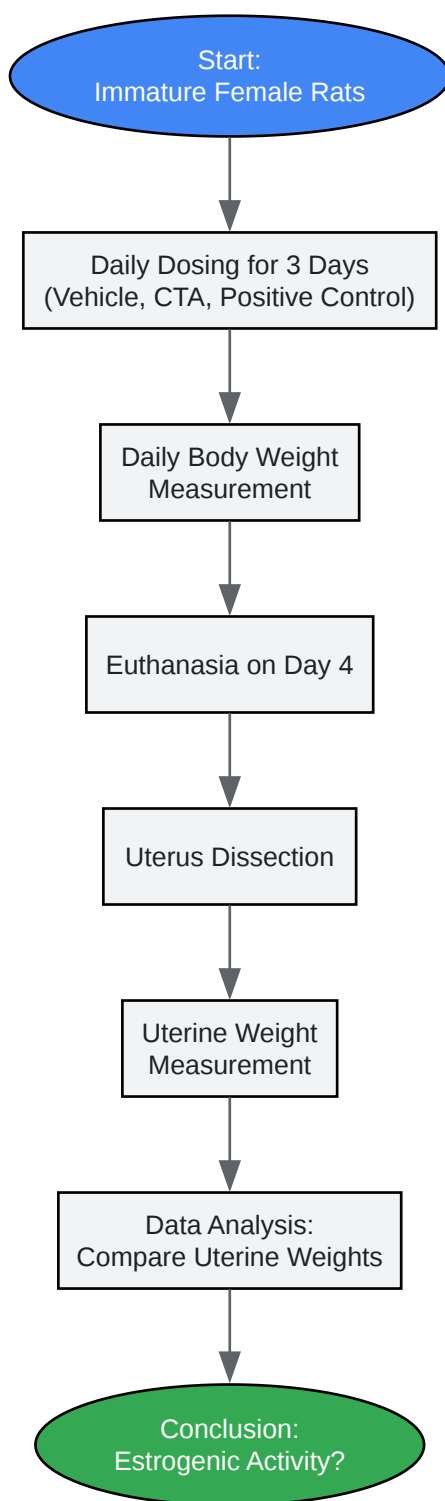 Start:
Immature Female Rats
Daily Dosing for 3 Days
(Vehicle, CTA, Positive Control)
Daily Body Weight
Measurement
Euthanasia on Day 4
Uterus Dissection
Uterine Weight
Measurement
Data Analysis:
Compare Uterine Weights
Conclusion:
Estrogenic Activity?